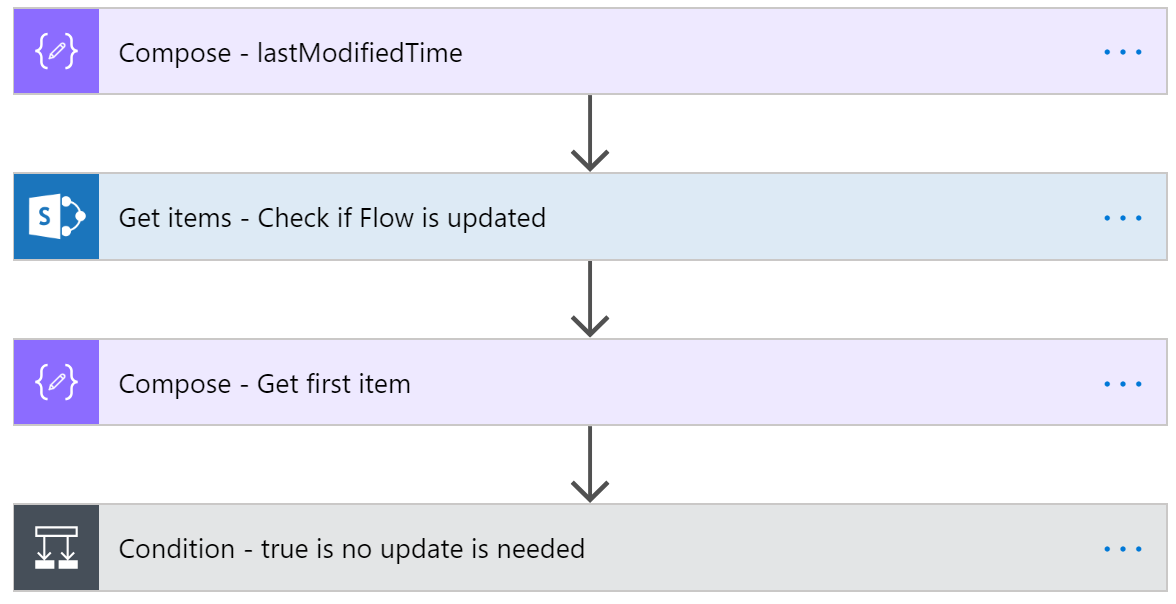 Compose - lastModifiedTime
S
Get items - Check if Flow is updated
Compose - Get first item
Condition - true is no update is needed